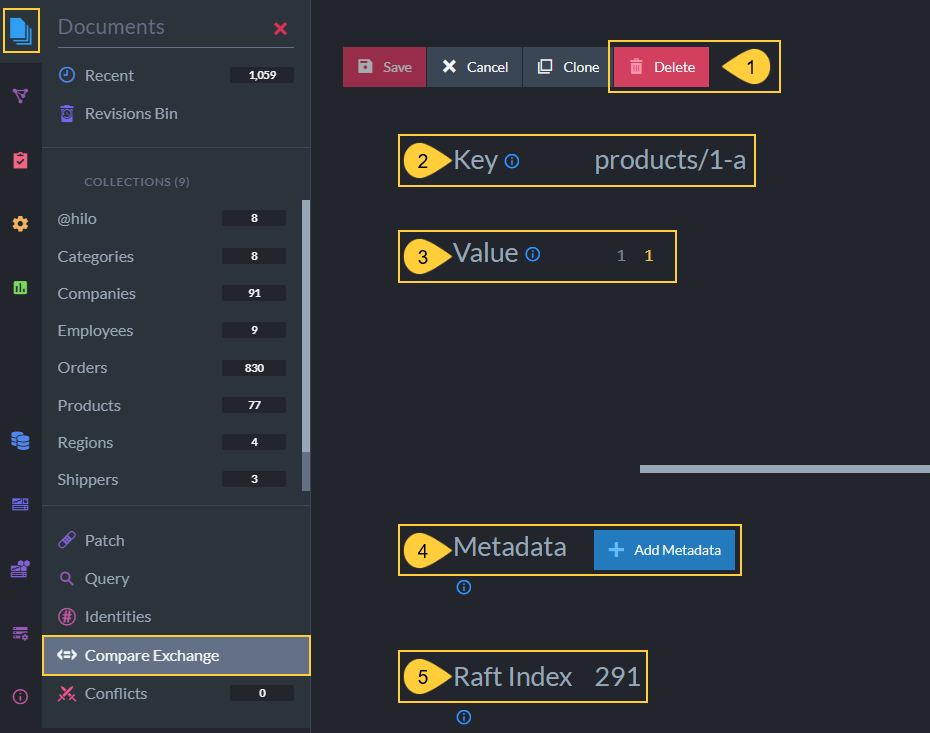 Documents
Recent 1,059
Revisions Bin
COLLECTIONS (9)
@hilo 8
Categories 8
Companies 91
Employees 9
Orders 830
Products 77
Regions 4
Shippers 3
Patch
Query
Identities
Compare Exchange
Conflicts 0
Save Cancel Clone Delete 1
2 Key products/1-a
3 Value 1 1
4 Metadata Add Metadata
5 Raft Index 291